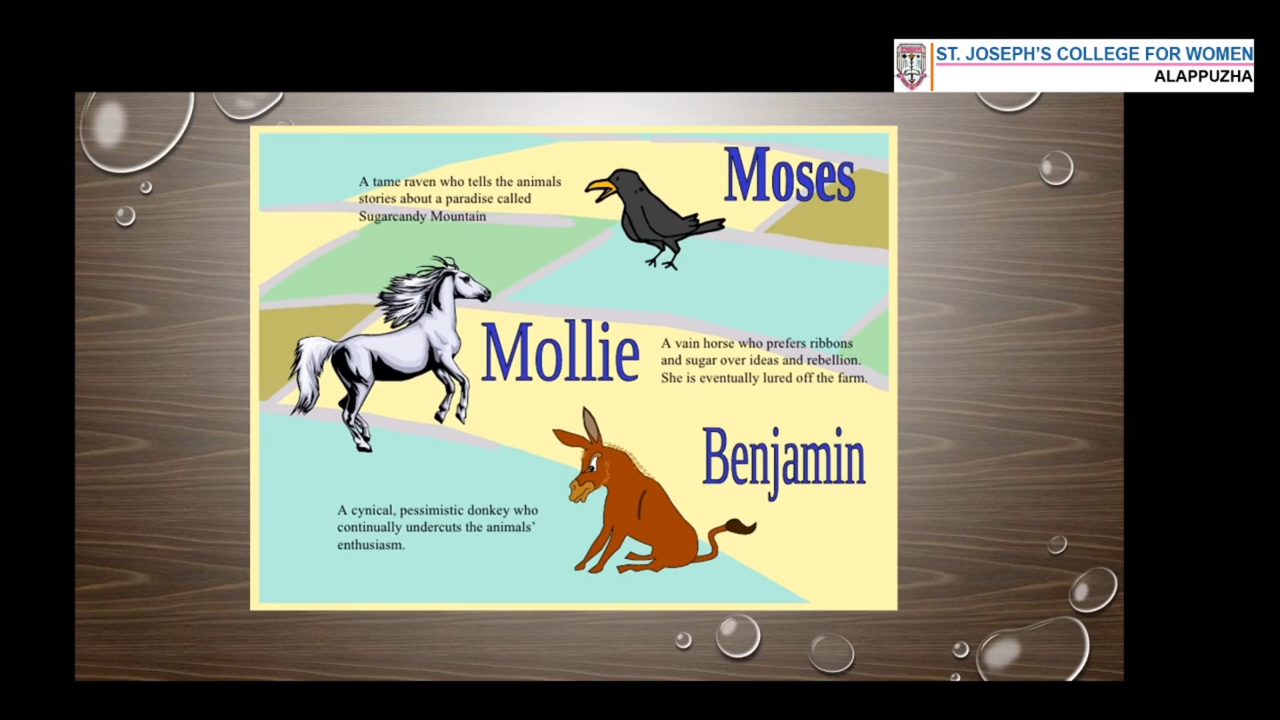 ST. JOSEPH'S COLLEGE FOR WOMEN
ALAPPUZHA
Moses
A tame raven who tells the animals
stories about a paradise called
Sugarcandy Mountain
Mollie
A vain horse who prefers ribbons
and sugar over ideas and rebellion.
She is eventually lured off the farm.
Benjamin
A cynical, pessimistic donkey who
continually undercuts the animals'
enthusiasm.